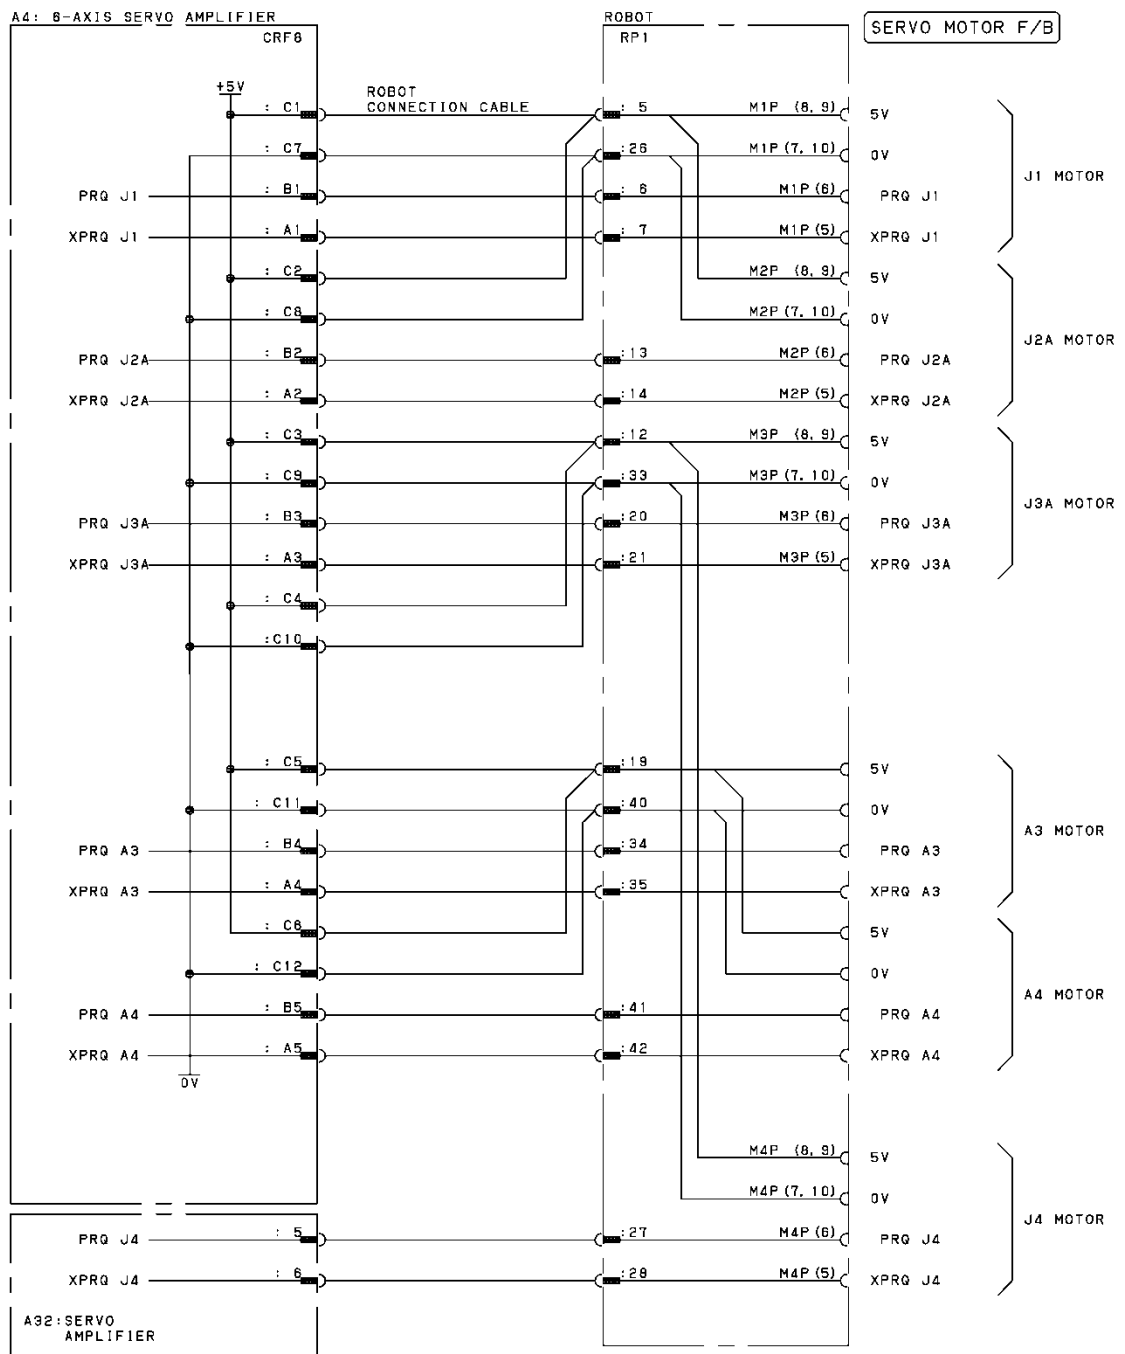 A4: 6-AXIS SERVO AMPLIFIER ROBOT SERVO MOTOR F/B
CRF8 RP1
+5V ROBOT
CONNECTION CABLE
: C1 : 5 M1P (8, 9) 5V
: C7 :26 M1P (7, 10) 0V
J1 MOTOR
PRQ J1 : B1 : 6 M1P (6) PRQ J1
XPRQ J1 : A1 : 7 M1P (5) XPRQ J1
: C2 M2P (8, 9) 5V
: C8 M2P (7, 10) 0V
J2A MOTOR
PRQ J2A : B2 :13 M2P (6) PRQ J2A
XPRQ J2A : A2 :14 M2P (5) XPRQ J2A
: C3 :12 M3P (8, 9) 5V
: C9 :33 M3P (7, 10) 0V
J3A MOTOR
PRQ J3A : B3 :20 M3P (6) PRQ J3A
XPRQ J3A : A3 :21 M3P (5) XPRQ J3A
: C4
:C10
: C5 :19 5V
: C11 :40 0V
A3 MOTOR
PRQ A3 : B4 :34 PRQ A3
XPRQ A3 : A4 :35 XPRQ A3
: C6 5V
: C12 0V
A4 MOTOR
PRQ A4 : B5 :41 PRQ A4
XPRQ A4 : A5 :42 XPRQ A4
0V
M4P (8, 9) 5V
M4P (7, 10) 0V
J4 MOTOR
PRQ J4 : 5 :27 M4P (6) PRQ J4
XPRQ J4 : 6 :28 M4P (5) XPRQ J4
A32:SERVO
AMPLIFIER